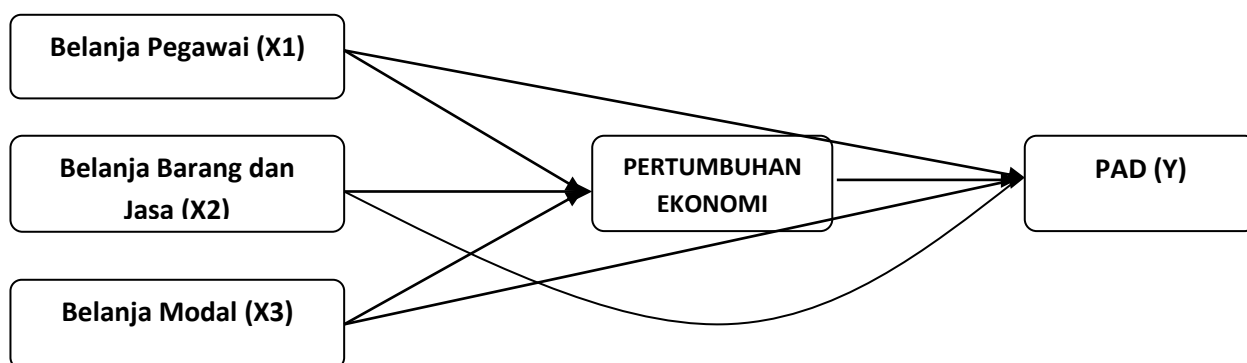 Belanja Pegawai (X1)
Belanja Barang dan
Jasa (X2)
Belanja Modal (X3)
PERTUMBUHAN
EKONOMI
PAD (Y)